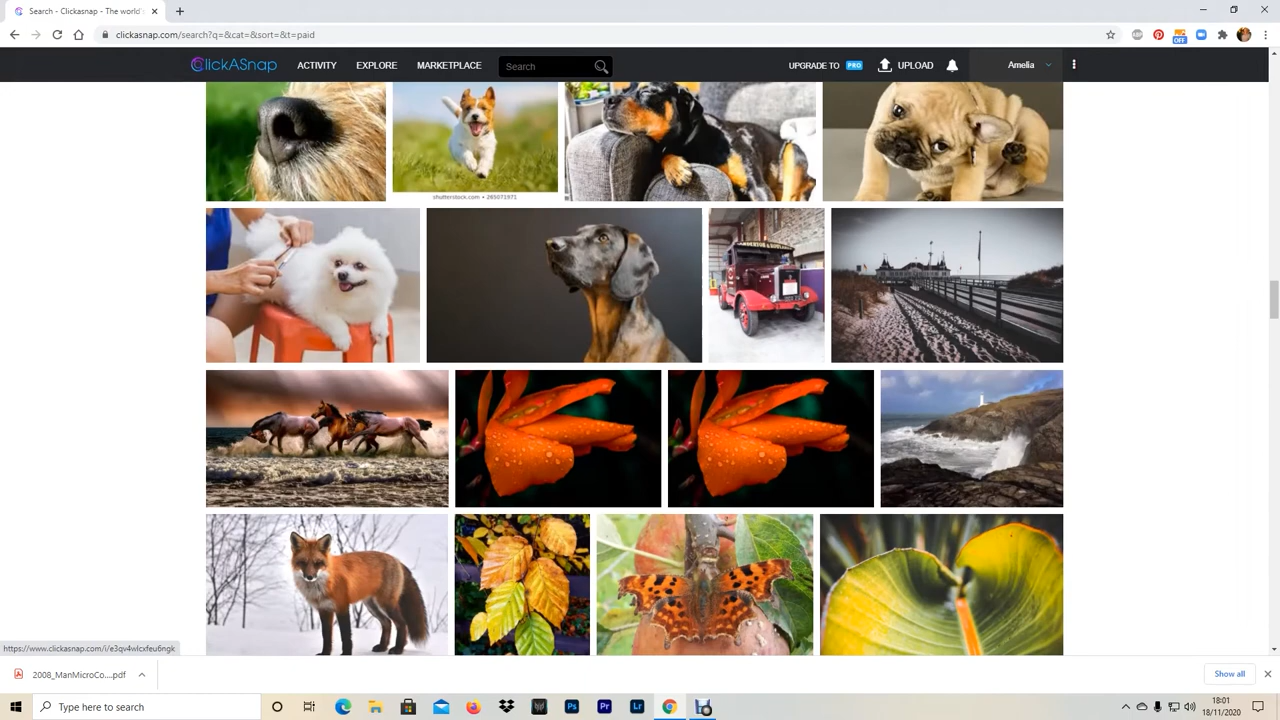 Search - Clickasnap - The world's
clickasnap.com/search?q=&cat=&sort=&t=paid
ClickASnap ACTIVITY EXPLORE MARKETPLACE Search UPGRADE TO PRO UPLOAD Amelia
shutterstock.com • 265071971
https://www.clickasnap.com/i/e3qv4wlcxfeu6ngk
2008_ManMicroCo....pdf Show all
Type here to search
18:01
18/11/2020